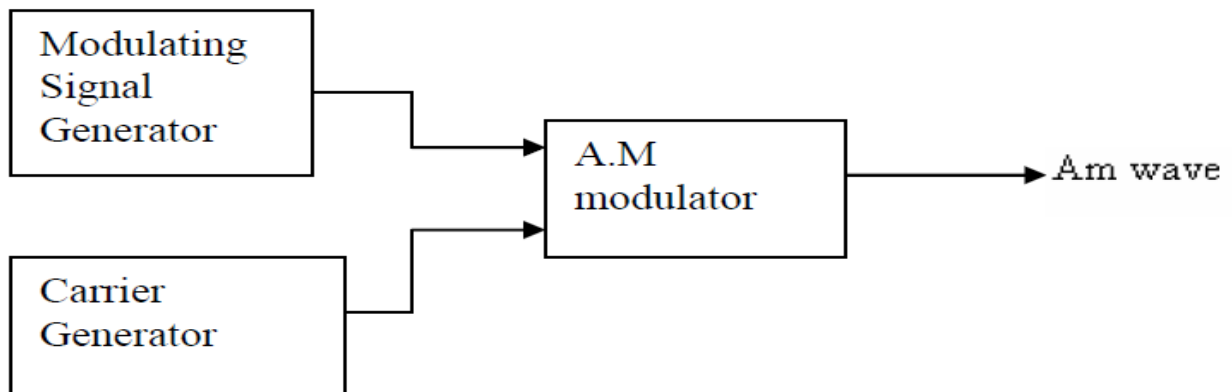 Modulating
Signal
Generator
A.M
modulator
Am wave
Carrier
Generator